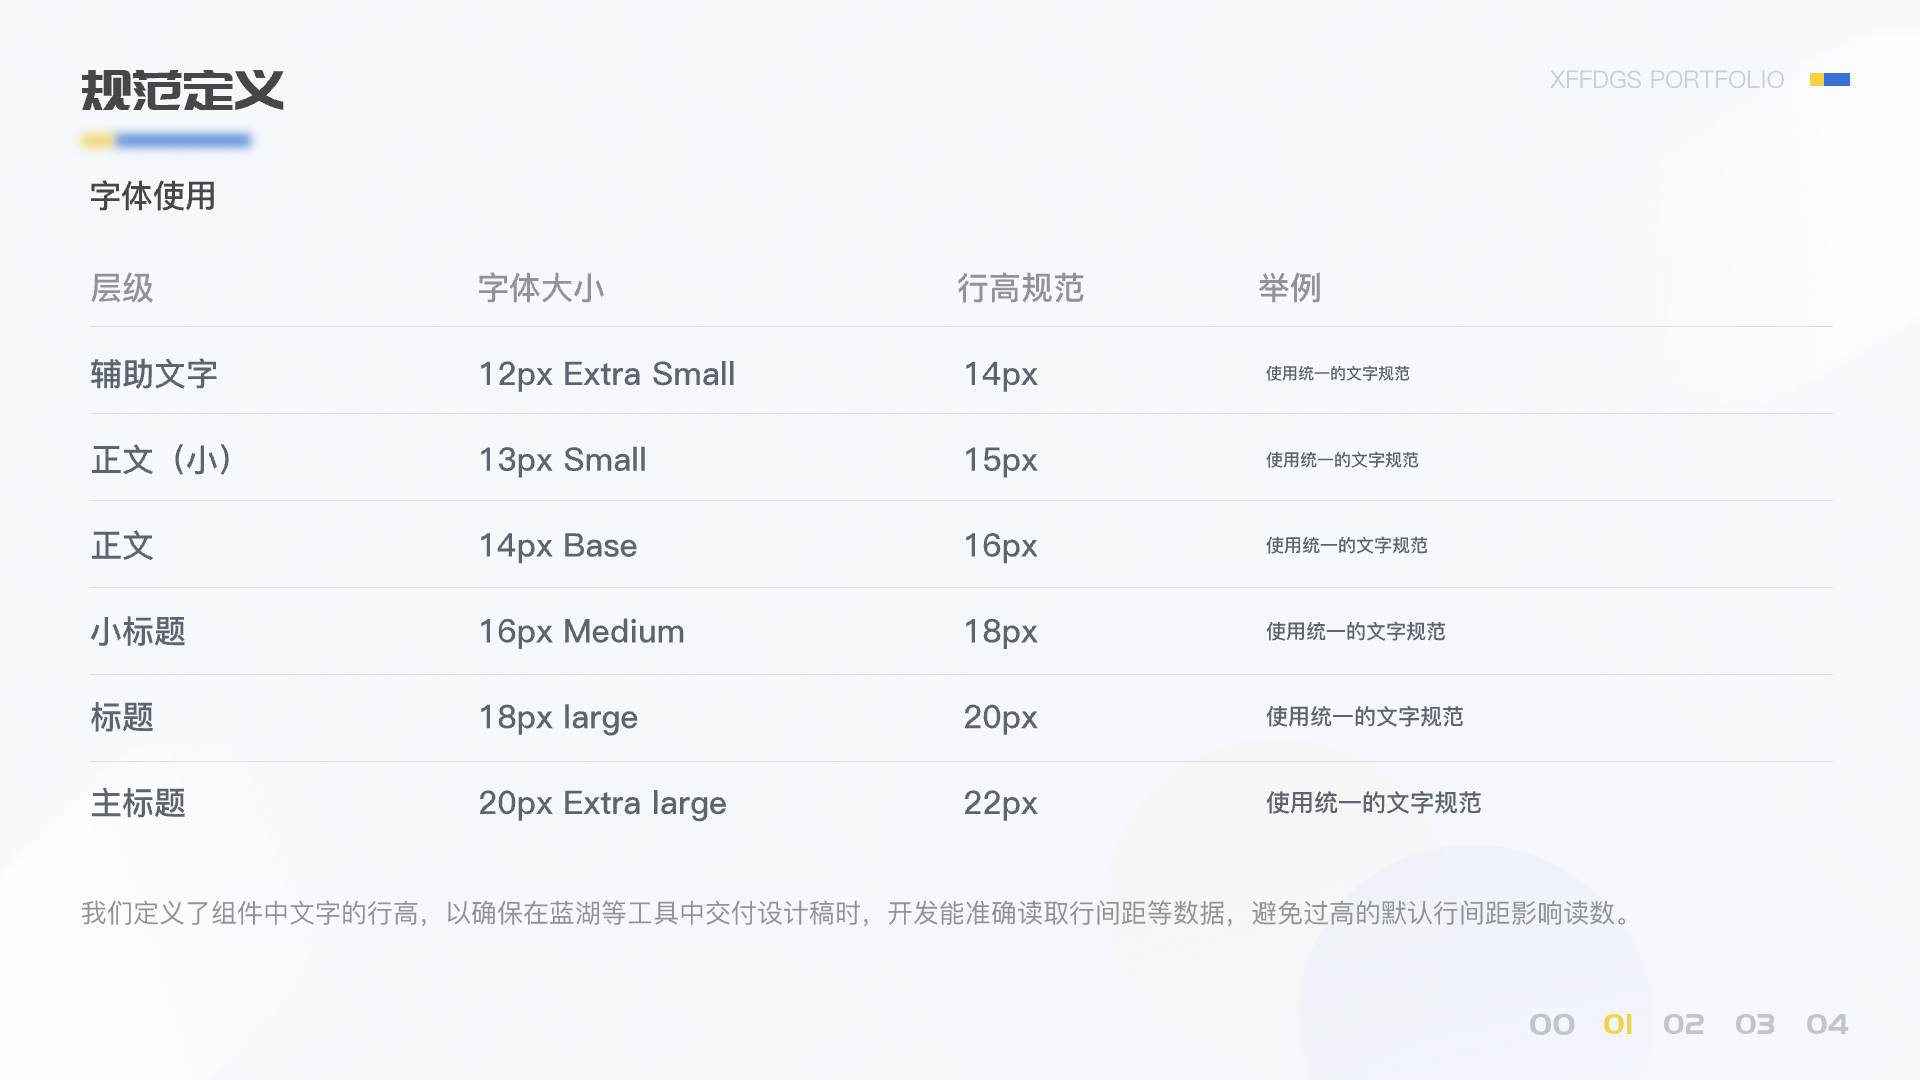 规范定义
XFFDGS PORTFOLIO
字体使用
层级 字体大小 行高规范 举例
辅助文字 12px Extra Small 14px 使用统一的文字规范
正文（小） 13px Small 15px 使用统一的文字规范
正文 14px Base 16px 使用统一的文字规范
小标题 16px Medium 18px 使用统一的文字规范
标题 18px large 20px 使用统一的文字规范
主标题 20px Extra large 22px 使用统一的文字规范
我们定义了组件中文字的行高，以确保在蓝湖等工具中交付设计稿时，开发能准确读取行间距等数据，避免过高的默认行间距影响读数。
00 01 02 03 04